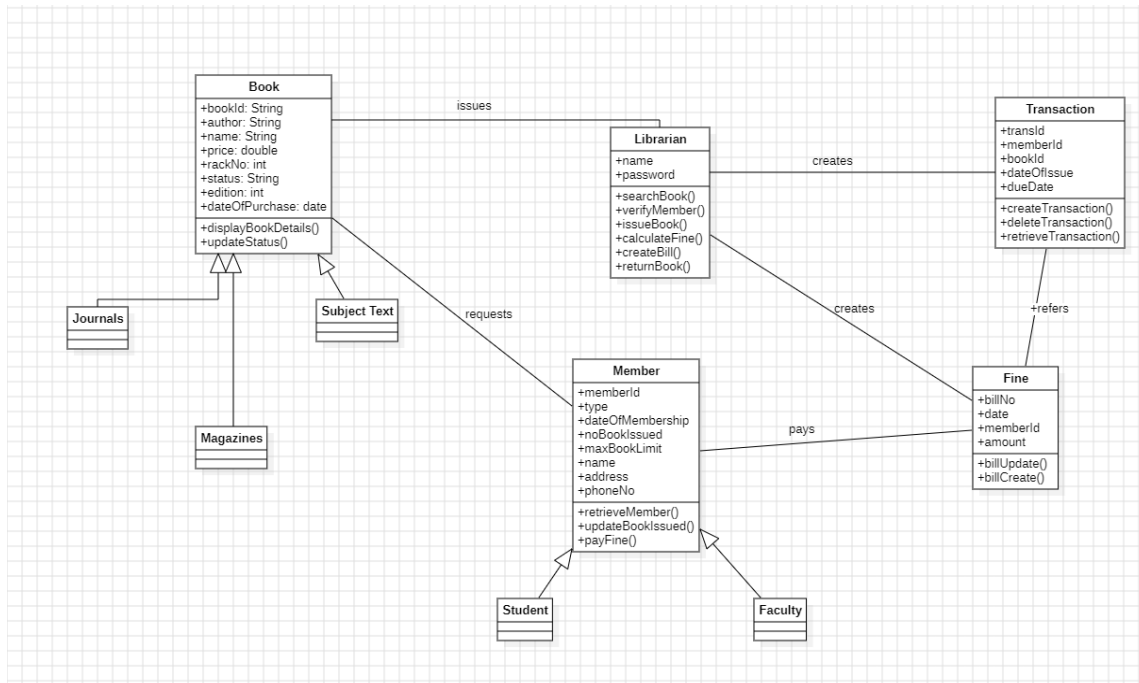 Book
+bookId: String
+author: String
+name: String
+price: double
+rackNo: int
+status: String
+edition: int
+dateOfPurchase: date
+displayBookDetails()
+updateStatus()
issues
Librarian
+name
+password
+searchBook()
+verifyMember()
+issueBook()
+calculateFine()
+createBill()
+returnBook()
creates
Transaction
+transId
+memberId
+bookId
+dateOfIssue
+dueDate
+createTransaction()
+deleteTransaction()
+retrieveTransaction()
Journals
Subject Text
requests
creates
+refers
Magazines
Member
+memberId
+type
+dateOfMembership
+noBookIssued
+maxBookLimit
+name
+address
+phoneNo
+retrieveMember()
+updateBookIssued()
+payFine()
pays
Fine
+billNo
+date
+memberId
+amount
+billUpdate()
+billCreate()
Student
Faculty